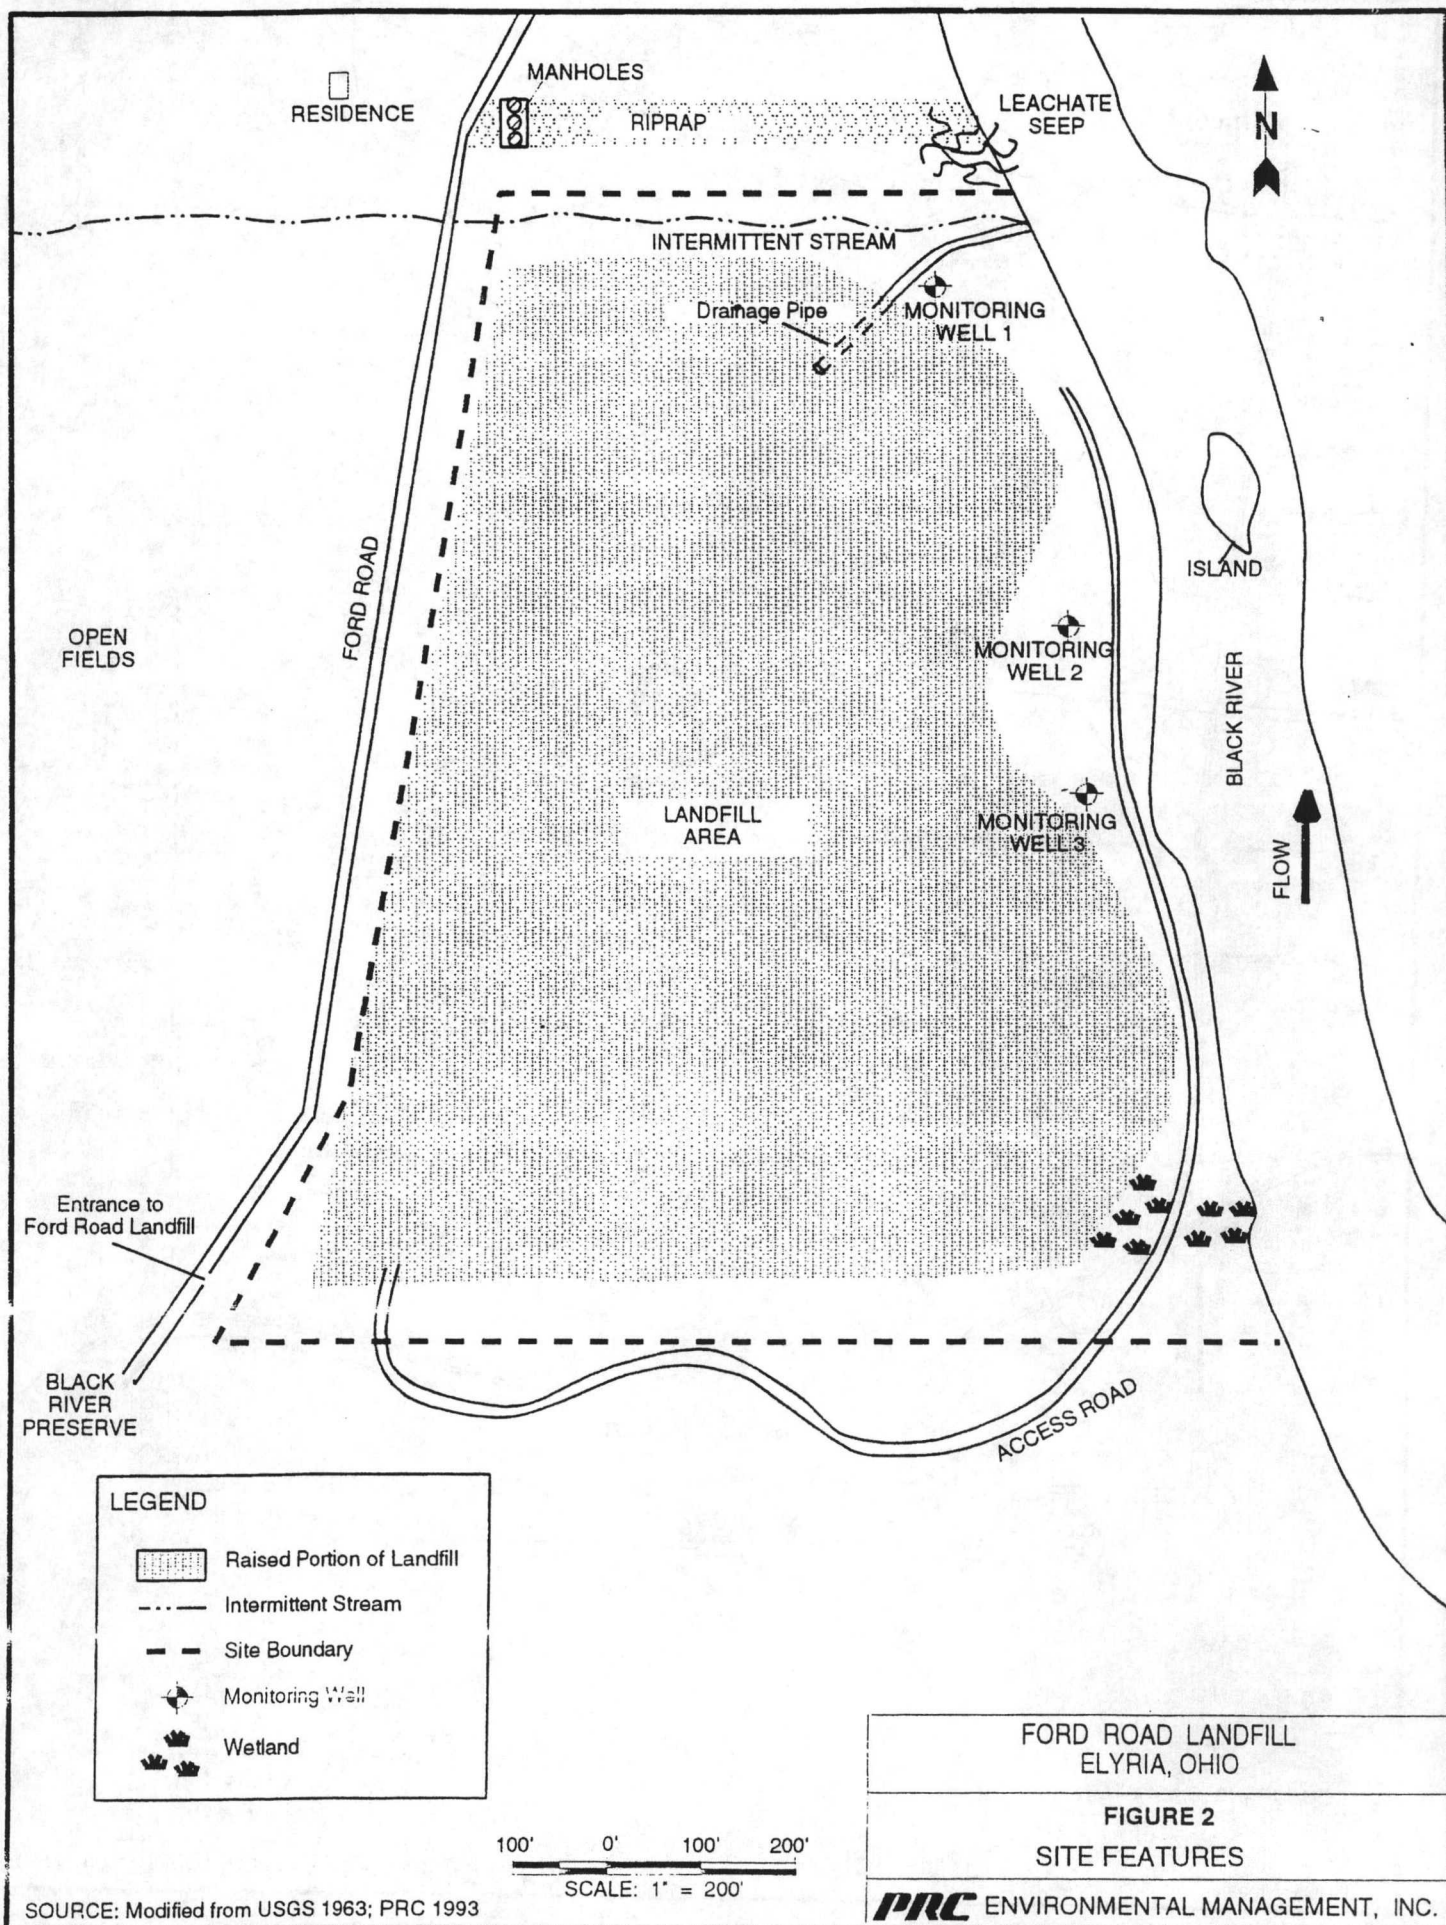 MANHOLES
RESIDENCE
RIPRAP
LEACHATE
SEEP
N
INTERMITTENT STREAM
Drainage Pipe
MONITORING
WELL 1
FORD ROAD
ISLAND
OPEN
FIELDS
MONITORING
WELL 2
BLACK RIVER
LANDFILL
AREA
MONITORING
WELL 3
FLOW
Entrance to
Ford Road Landfill
BLACK
RIVER
PRESERVE
ACCESS ROAD
LEGEND
Raised Portion of Landfill
Intermittent Stream
Site Boundary
Monitoring Well
Wetland
FORD ROAD LANDFILL
ELYRIA, OHIO
FIGURE 2
SITE FEATURES
100' 0' 100' 200'
SCALE: 1" = 200'
PRC ENVIRONMENTAL MANAGEMENT, INC.
SOURCE: Modified from USGS 1963; PRC 1993